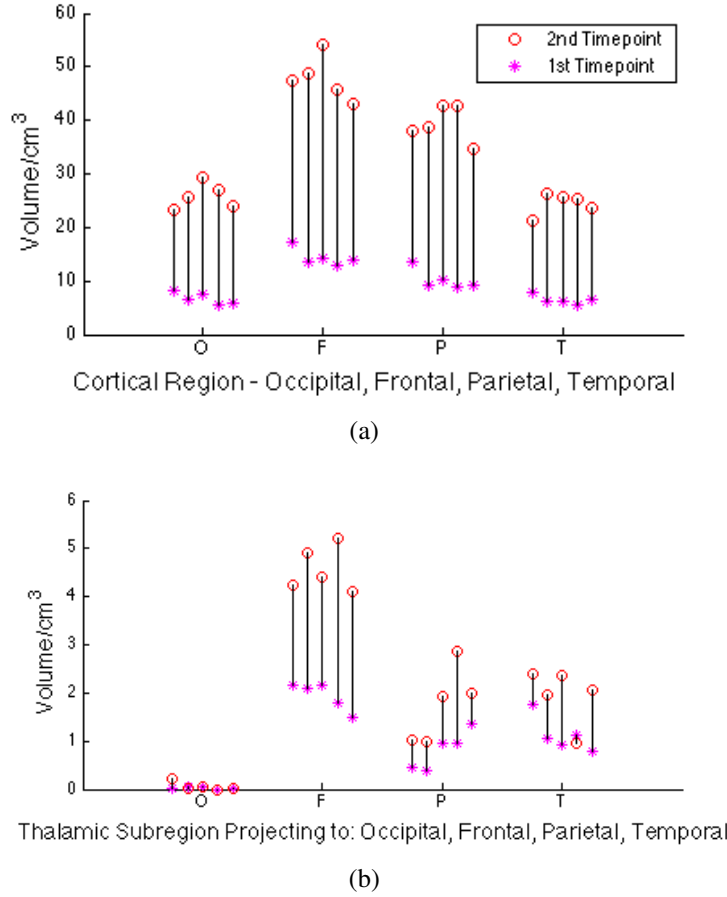 60
50
40
30
20
10
0
Volume/cm³
2nd Timepoint
1st Timepoint
O F P T
Cortical Region - Occipital, Frontal, Parietal, Temporal
(a)
6
5
4
3
2
1
0
Volume/cm³
O F P T
Thalamic Subregion Projecting to: Occipital, Frontal, Parietal, Temporal
(b)